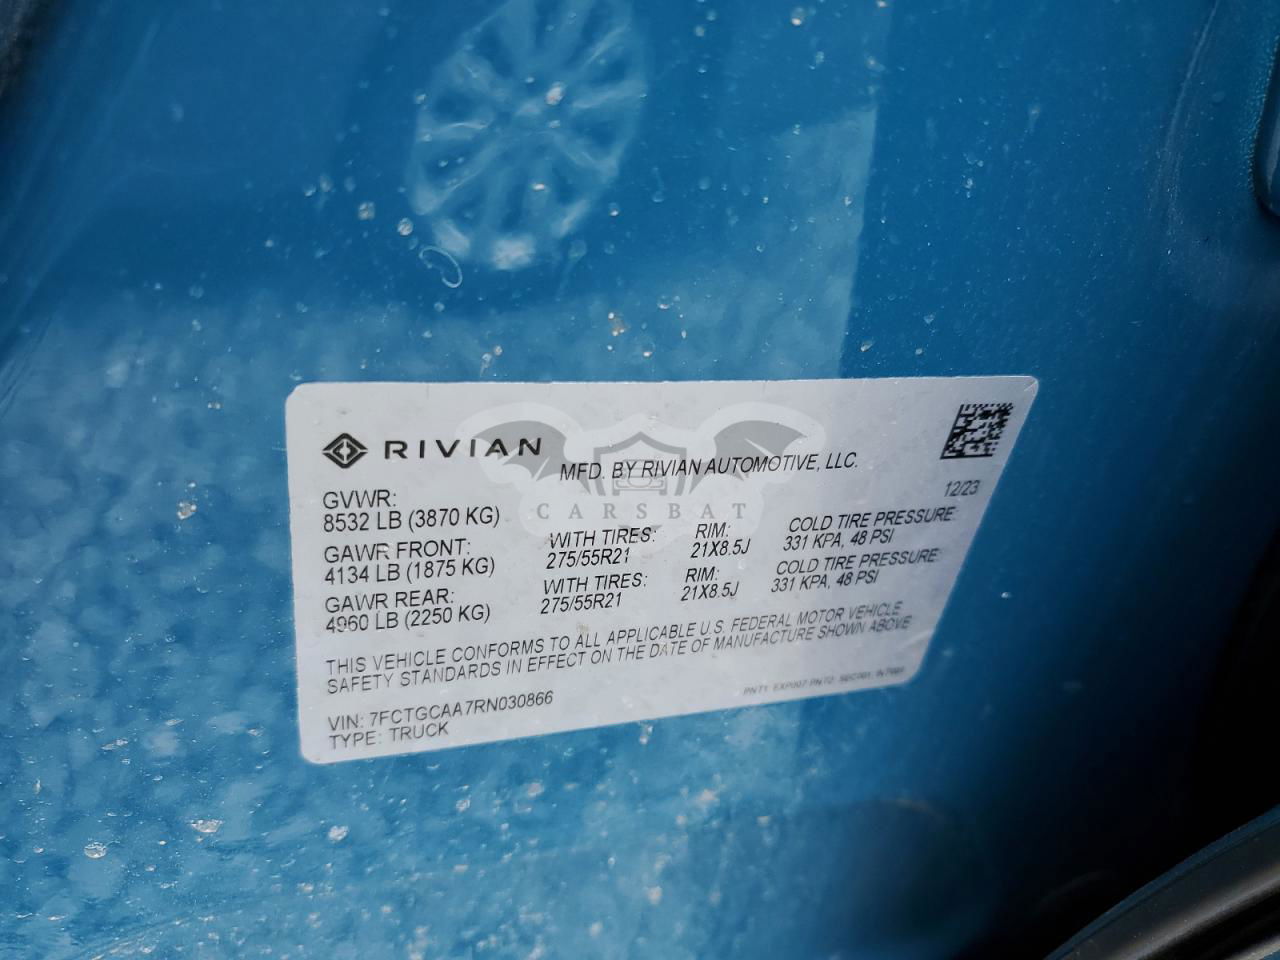 RIVIAN
MFD. BY RIVIAN AUTOMOTIVE, LLC.
12/23
GVWR:
8532 LB (3870 KG)
GAWR FRONT: WITH TIRES: RIM: COLD TIRE PRESSURE:
4134 LB (1875 KG) 275/55R21 21X8.5J 331 KPA, 48 PSI
GAWR REAR: WITH TIRES: RIM: COLD TIRE PRESSURE:
4960 LB (2250 KG) 275/55R21 21X8.5J 331 KPA, 48 PSI
THIS VEHICLE CONFORMS TO ALL APPLICABLE U.S. FEDERAL MOTOR VEHICLE
SAFETY STANDARDS IN EFFECT ON THE DATE OF MANUFACTURE SHOWN ABOVE
VIN: 7FCTGCAA7RN030866
TYPE: TRUCK
PNT1: EXP007
CARSBAT